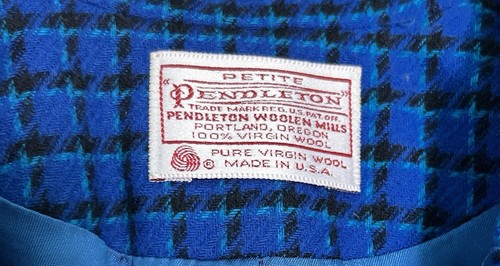 PETITE
"PENDLETON"
TRADE MARK REG. U.S. PAT. OFF.
PENDLETON WOOLEN MILLS
PORTLAND, OREGON
100% VIRGIN WOOL
PURE VIRGIN WOOL
® MADE IN U.S.A.